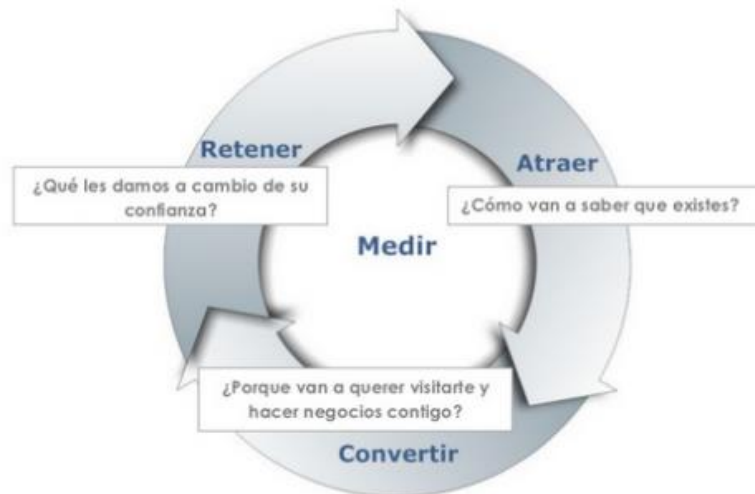 Retener
¿Qué les damos a cambio de su
confianza?
Atraer
¿Cómo van a saber que existes?
Medir
¿Porque van a querer visitarte y
hacer negocios contigo?
Convertir